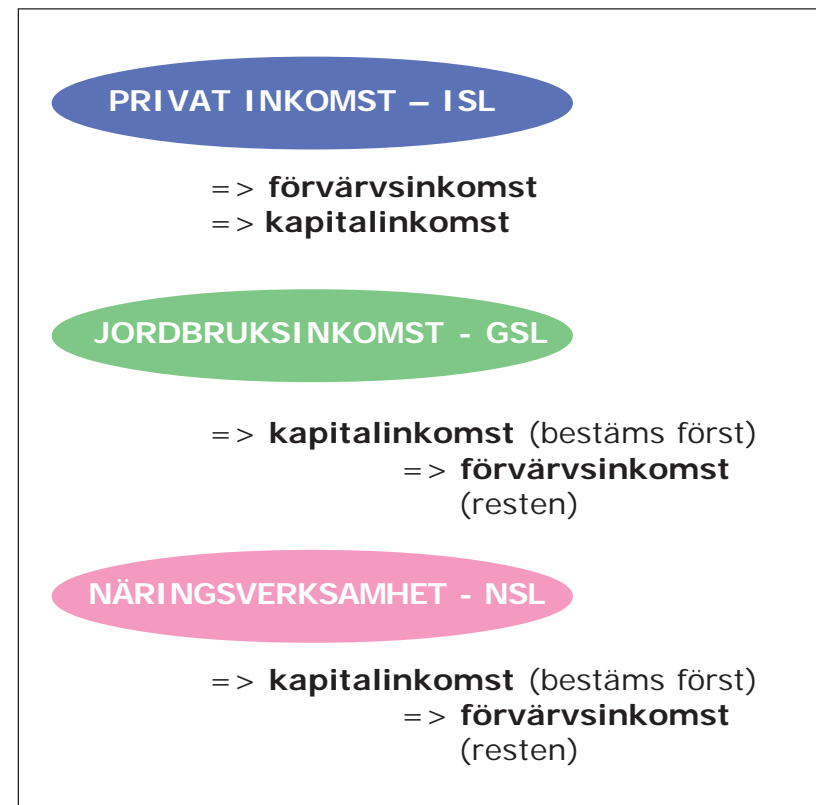 PRIVAT INKOMST – ISL
=> förvärvsinkomst
=> kapitalinkomst
JORDBRUKSINKOMST - GSL
=> kapitalinkomst (bestäms först)
=> förvärvsinkomst
(resten)
NÄRINGSVERKSAMHET - NSL
=> kapitalinkomst (bestäms först)
=> förvärvsinkomst
(resten)